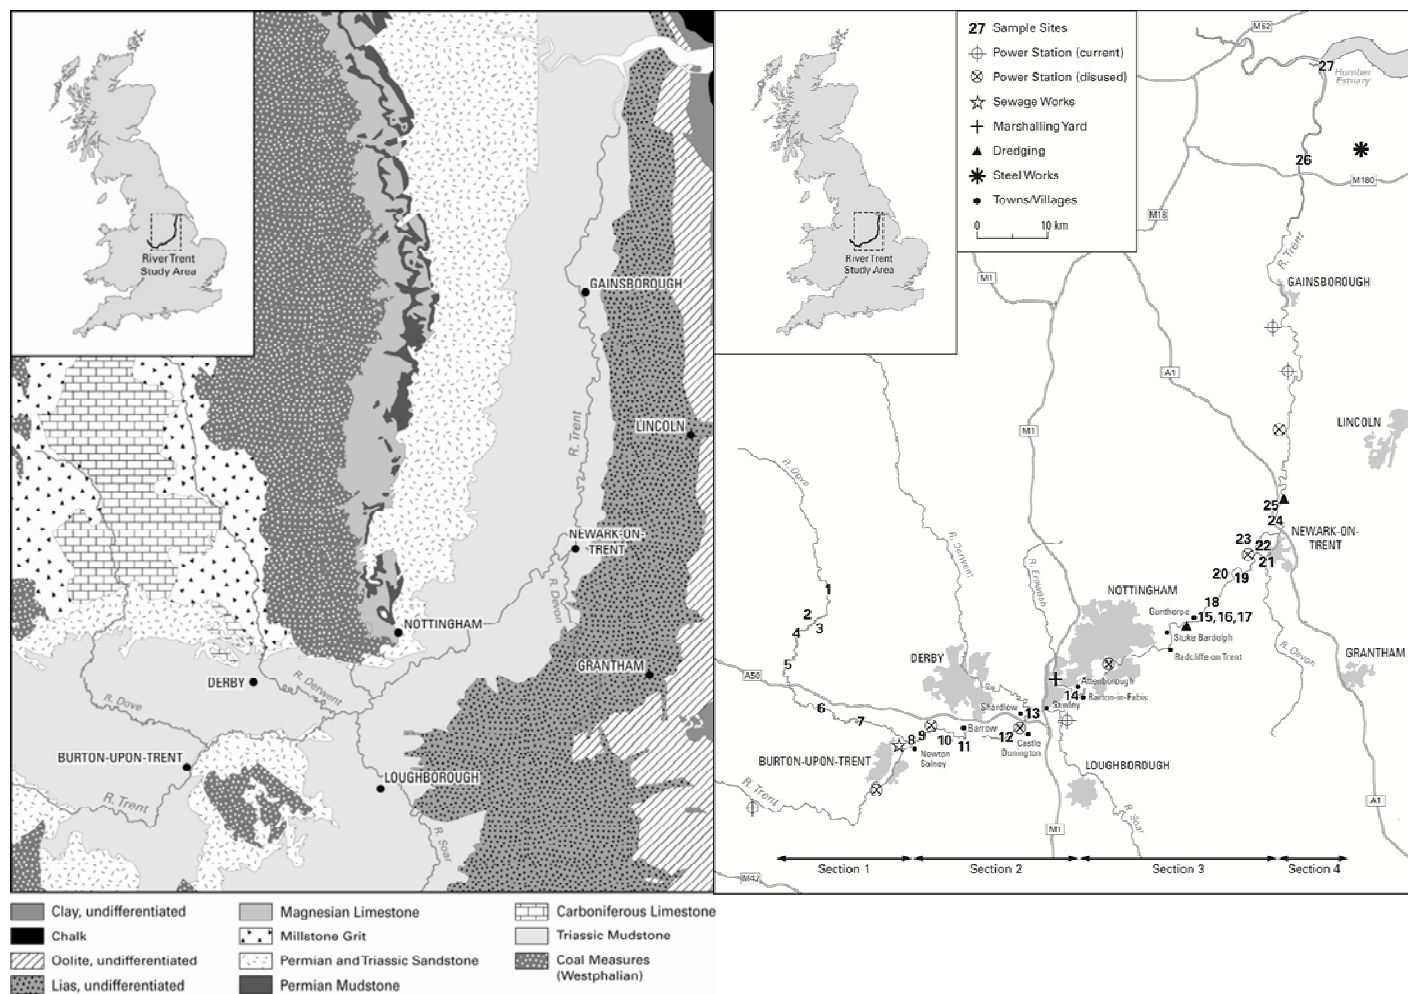 River Trent
Study Area
GAINSBOROUGH
R. Trent
LINCOLN
NEWARK-ON-
TRENT
R. Devon
NOTTINGHAM
GRANTHAM
DERBY
R. Derwent
R. Dove
BURTON-UPON-TRENT
LOUGHBOROUGH
R. Trent
R. Soar
Clay, undifferentiated
Chalk
Oolite, undifferentiated
Lias, undifferentiated
Magnesian Limestone
Millstone Grit
Permian and Triassic Sandstone
Permian Mudstone
Carboniferous Limestone
Triassic Mudstone
Coal Measures
(Westphalian)
River Trent
Study Area
27 Sample Sites
Power Station (current)
Power Station (disused)
Sewage Works
Marshalling Yard
Dredging
Steel Works
Towns/Villages
0 10 km
M62
27
Humber
Estuary
26
M180
M18
R. Trent
M1
GAINSBOROUGH
A1
LINCOLN
M1
R. Dove
25
24
NEWARK-ON-
TRENT
23
22
21
R. Derwent
R. Erewash
20
19
1
NOTTINGHAM
18
2
3
4
Gunthorpe
15, 16, 17
Stoke Bardolph
Radcliffe on Trent
R. Devon
GRANTHAM
5
DERBY
A50
Attenborough
14
Barton-in-Fabis
Sawley
6
7
Shardlow
13
8
9
10
11
Barrow
12
Castle
Donington
Newton
Solney
BURTON-UPON-TRENT
LOUGHBOROUGH
R. Trent
R. Soar
A1
M1
Section 1
Section 2
Section 3
Section 4
M42